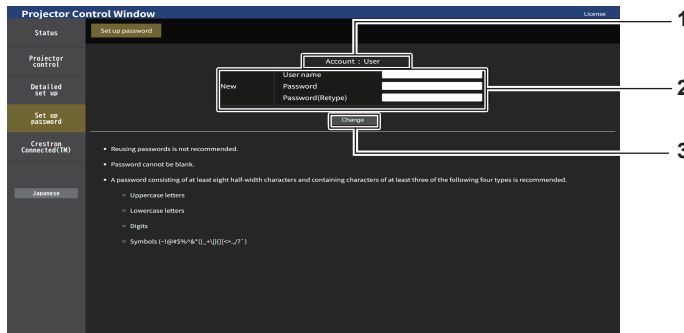 Projector Control Window
License
Status
Set up password
1
Projector
control
Account : User
Detailed
set up
New
User name
Password
Password(Retype)
2
Set up
password
Change
3
Crestron
Connected(TM)
• Reusing passwords is not recommended.
• Password cannot be blank.
• A password consisting of at least eight half-width characters and containing characters of at least three of the following four types is recommended.
Japanese
○ Uppercase letters
○ Lowercase letters
○ Digits
○ Symbols (~!@#$%^&*()_+\|}{][<>.,/?`)